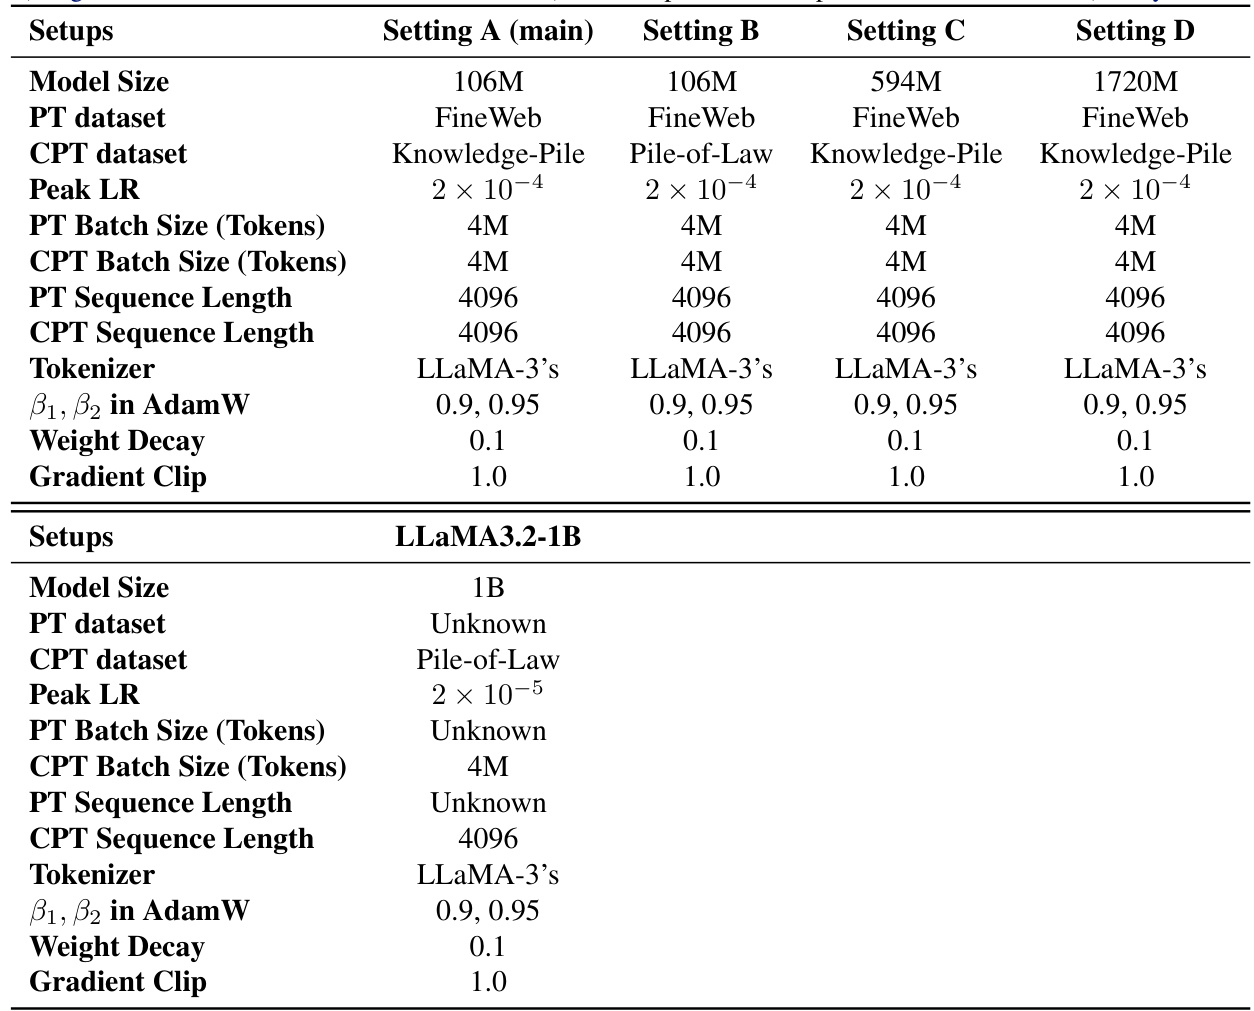 Setups Setting A (main) Setting B Setting C Setting D
Model Size 106M 106M 594M 1720M
PT dataset FineWeb FineWeb FineWeb FineWeb
CPT dataset Knowledge-Pile Pile-of-Law Knowledge-Pile Knowledge-Pile
Peak LR 2 × 10⁻⁴ 2 × 10⁻⁴ 2 × 10⁻⁴ 2 × 10⁻⁴
PT Batch Size (Tokens) 4M 4M 4M 4M
CPT Batch Size (Tokens) 4M 4M 4M 4M
PT Sequence Length 4096 4096 4096 4096
CPT Sequence Length 4096 4096 4096 4096
Tokenizer LLaMA-3's LLaMA-3's LLaMA-3's LLaMA-3's
β₁, β₂ in AdamW 0.9, 0.95 0.9, 0.95 0.9, 0.95 0.9, 0.95
Weight Decay 0.1 0.1 0.1 0.1
Gradient Clip 1.0 1.0 1.0 1.0
Setups LLaMA3.2-1B
Model Size 1B
PT dataset Unknown
CPT dataset Pile-of-Law
Peak LR 2 × 10⁻⁵
PT Batch Size (Tokens) Unknown
CPT Batch Size (Tokens) 4M
PT Sequence Length Unknown
CPT Sequence Length 4096
Tokenizer LLaMA-3's
β₁, β₂ in AdamW 0.9, 0.95
Weight Decay 0.1
Gradient Clip 1.0